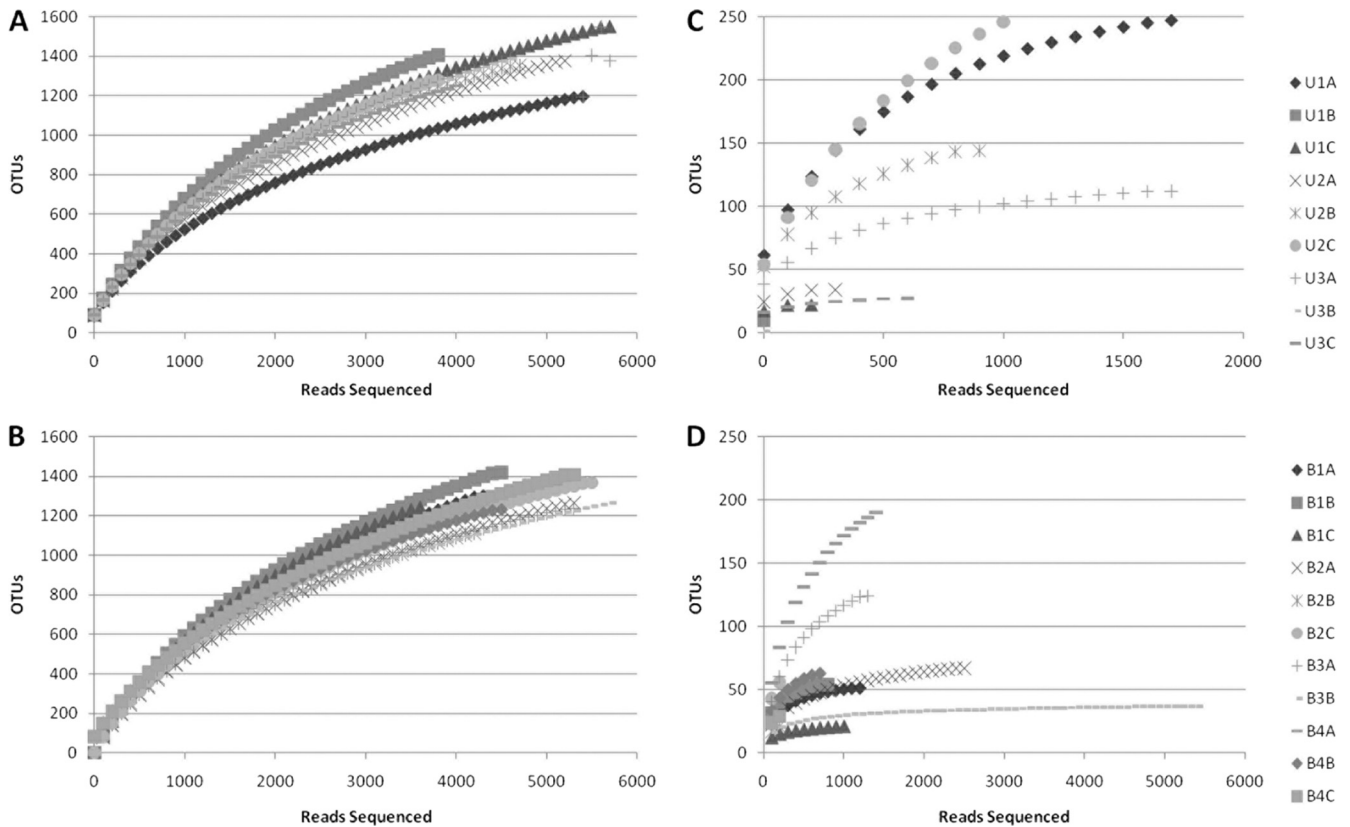 A
1600
1400
1200
1000
800
600
400
200
0
OTUs
0 1000 2000 3000 4000 5000 6000
Reads Sequenced
C
250
200
150
100
50
0
OTUs
0 500 1000 1500 2000
Reads Sequenced
U1A
U1B
U1C
U2A
U2B
U2C
U3A
U3B
U3C
B
1600
1400
1200
1000
800
600
400
200
0
OTUs
0 1000 2000 3000 4000 5000 6000
Reads Sequenced
D
250
200
150
100
50
0
OTUs
0 1000 2000 3000 4000 5000 6000
Reads Sequenced
B1A
B1B
B1C
B2A
B2B
B2C
B3A
B3B
B4A
B4B
B4C